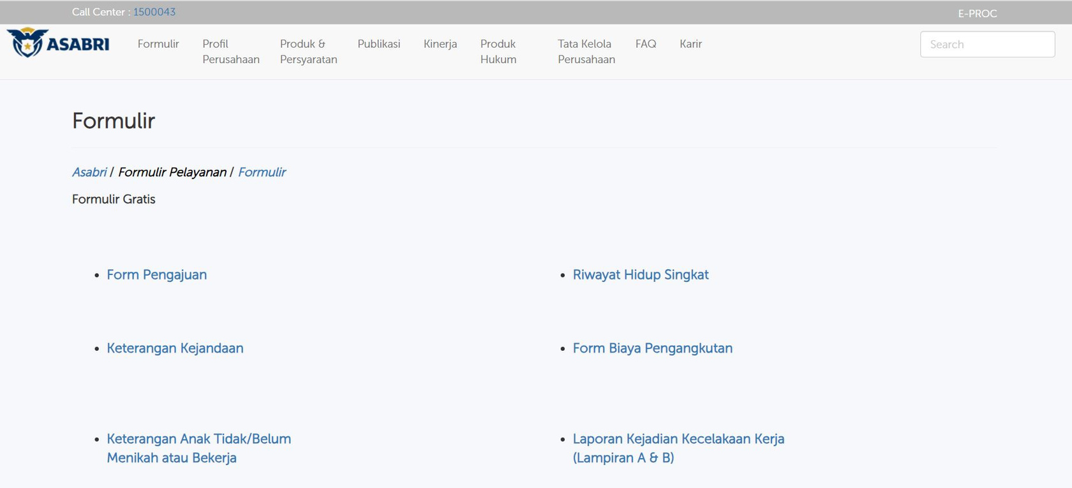 Call Center : 1500043
E-PROC
ASABRI
Formulir
Profil
Perusahaan
Produk &
Persyaratan
Publikasi
Kinerja
Produk
Hukum
Tata Kelola
Perusahaan
FAQ
Karir
Search
Formulir
Asabri / Formulir Pelayanan / Formulir
Formulir Gratis
• Form Pengajuan
• Riwayat Hidup Singkat
• Keterangan Kejandaan
• Form Biaya Pengangkutan
• Keterangan Anak Tidak/Belum
Menikah atau Bekerja
• Laporan Kejadian Kecelakaan Kerja
(Lampiran A & B)